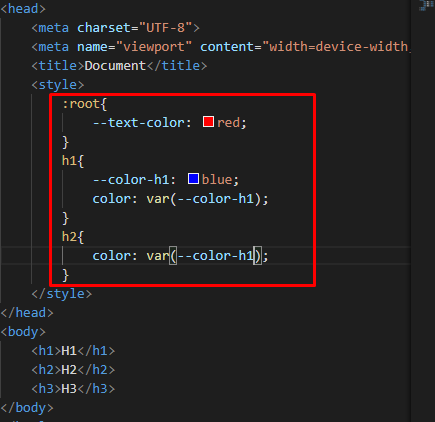 <head>
<meta charset="UTF-8">
<meta name="viewport" content="width=device-width,
<title>Document</title>
<style>
:root{
--text-color: red;
}
h1{
--color-h1: blue;
color: var(--color-h1);
}
h2{
color: var(--color-h1);
}
</style>
</head>
<body>
<h1>H1</h1>
<h2>H2</h2>
<h3>H3</h3>
</body>